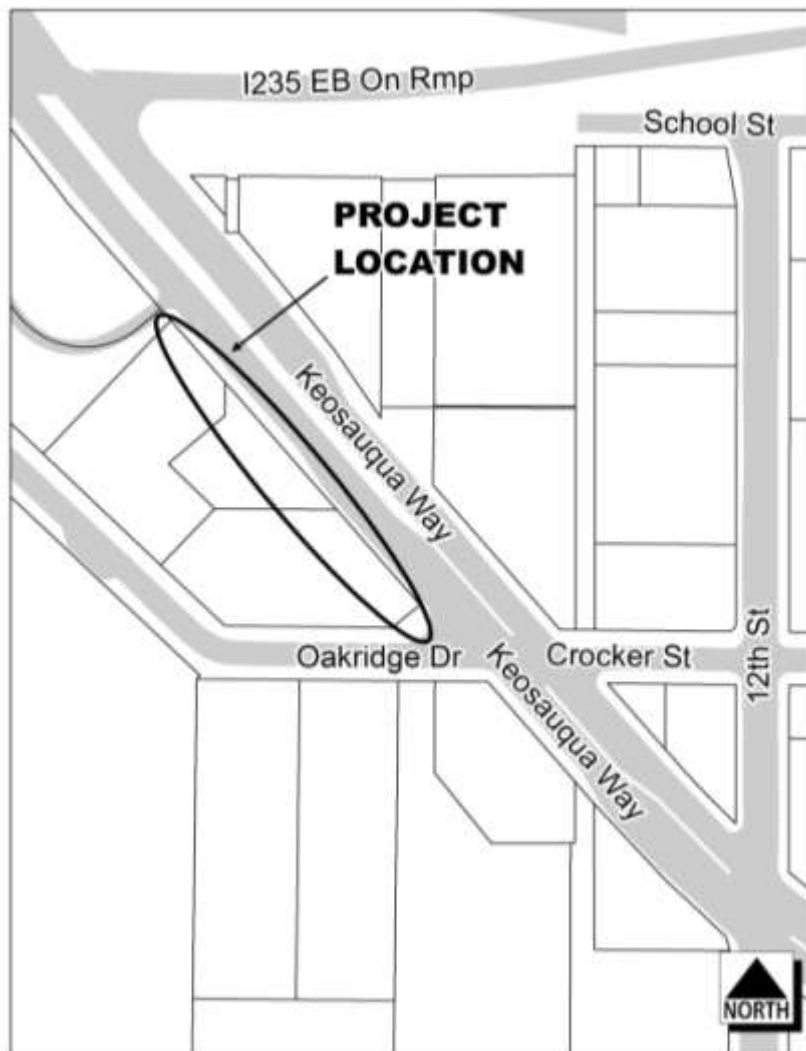 I235 EB On Rmp
School St
PROJECT
LOCATION
Keosauqua Way
Oakridge Dr
Crocker St
12th St
Keosauqua Way
NORTH